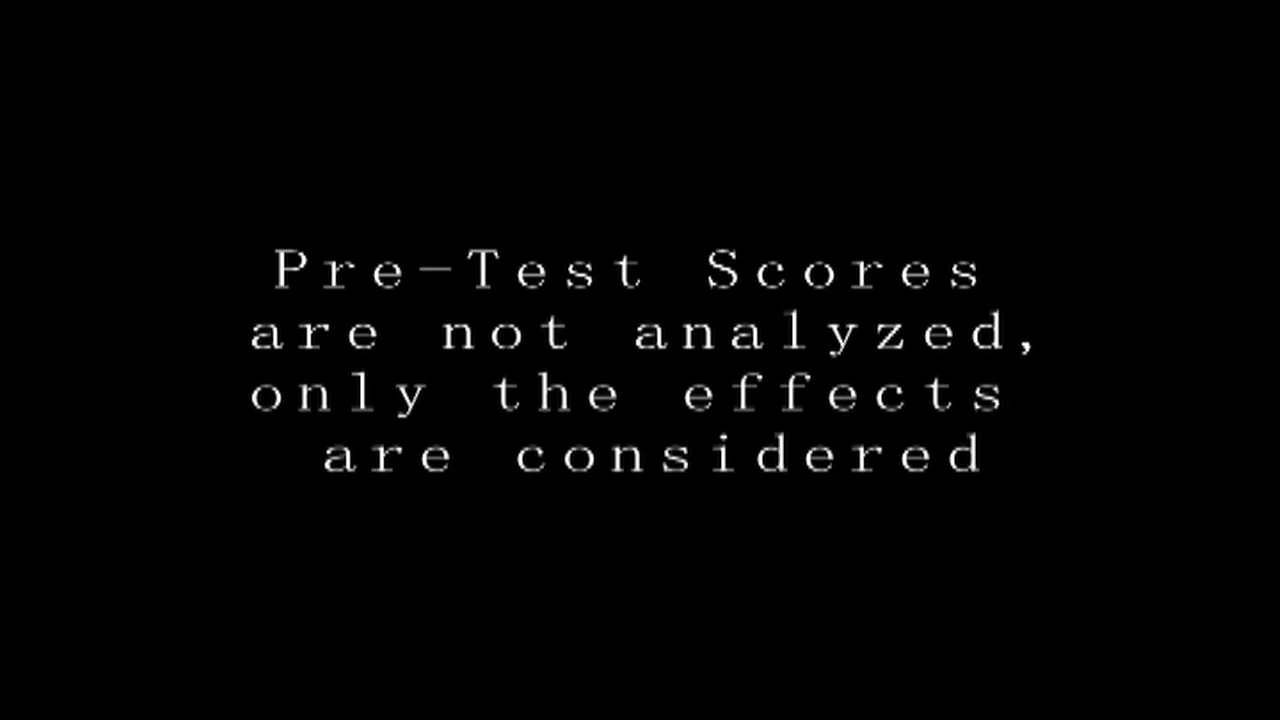 Pre-Test Scores
are not analyzed,
only the effects
are considered